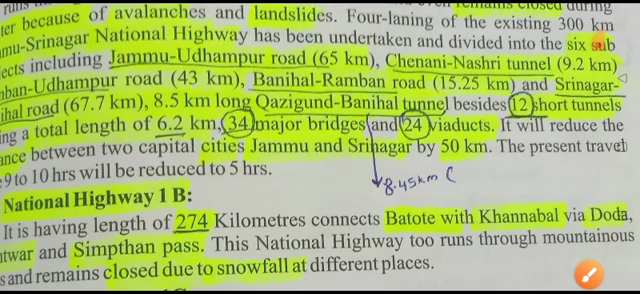 remains closed during
ter because of avalanches and landslides. Four-laning of the existing 300 km
mu-Srinagar National Highway has been undertaken and divided into the six sub
ects including Jammu-Udhampur road (65 km), Chenani-Nashri tunnel (9.2 km)
nban-Udhampur road (43 km), Banihal-Ramban road (15.25 km) and Srinagar-
ihal road (67.7 km), 8.5 km long Qazigund-Banihal tunnel besides 12 short tunnels
ing a total length of 6.2 km, 34 major bridges and 24 viaducts. It will reduce the
ance between two capital cities Jammu and Srinagar by 50 km. The present travel
9 to 10 hrs will be reduced to 5 hrs.
8.45km (
National Highway 1 B:
It is having length of 274 Kilometres connects Batote with Khannabal via Doda,
twar and Simpthan pass. This National Highway too runs through mountainous
s and remains closed due to snowfall at different places.